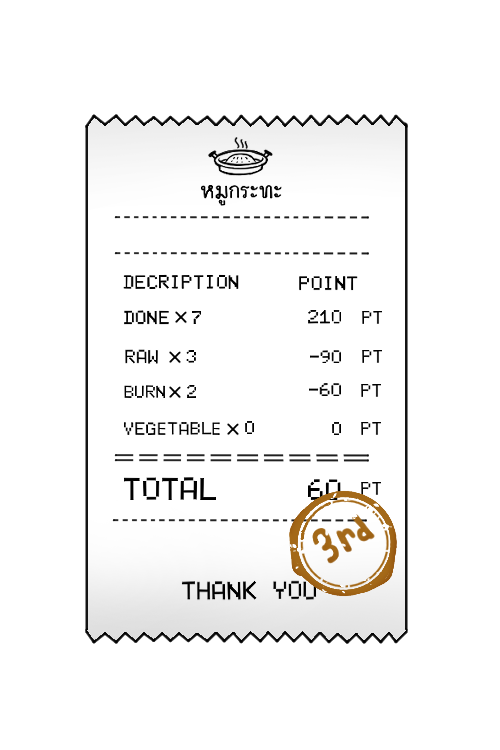 หมูกระทะ
DECRIPTION POINT
DONE × 7 210 PT
RAW × 3 -90 PT
BURN × 2 -60 PT
VEGETABLE × 0 0 PT
TOTAL 60 PT
3rd
THANK YOU